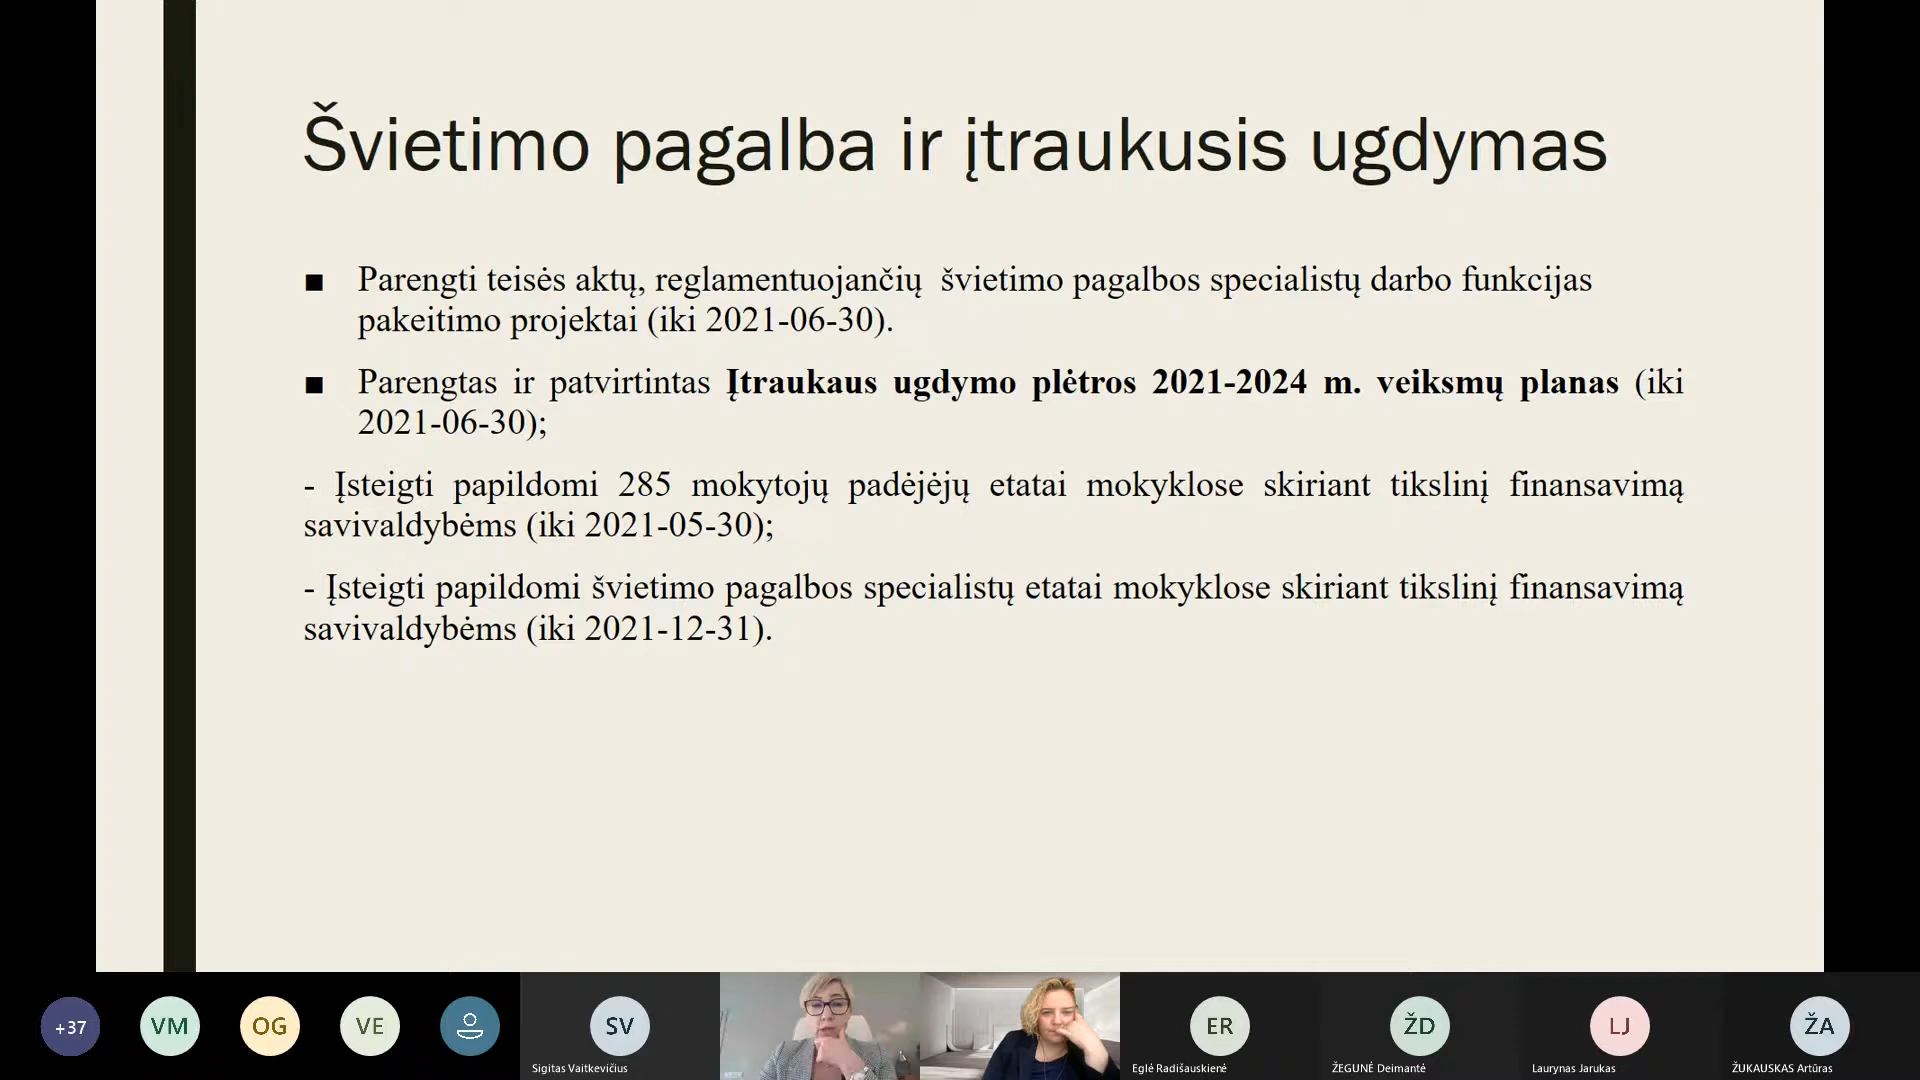 Švietimo pagalba ir įtraukusis ugdymas
■ Parengti teisės aktų, reglamentuojančių švietimo pagalbos specialistų darbo funkcijas
pakeitimo projektai (iki 2021-06-30).
■ Parengtas ir patvirtintas Įtraukaus ugdymo plėtros 2021-2024 m. veiksmų planas (iki
2021-06-30);
- Įsteigti papildomi 285 mokytojų padėjėjų etatai mokyklose skiriant tikslinį finansavimą
savivaldybėms (iki 2021-05-30);
- Įsteigti papildomi švietimo pagalbos specialistų etatai mokyklose skiriant tikslinį finansavimą
savivaldybėms (iki 2021-12-31).
+37 VM OG VE SV ER ŽD LJ ŽA
Sigitas Vaitkevičius Eglė Radišauskienė ŽEGUNĖ Deimantė Laurynas Jarukas ŽUKAUSKAS Artūras